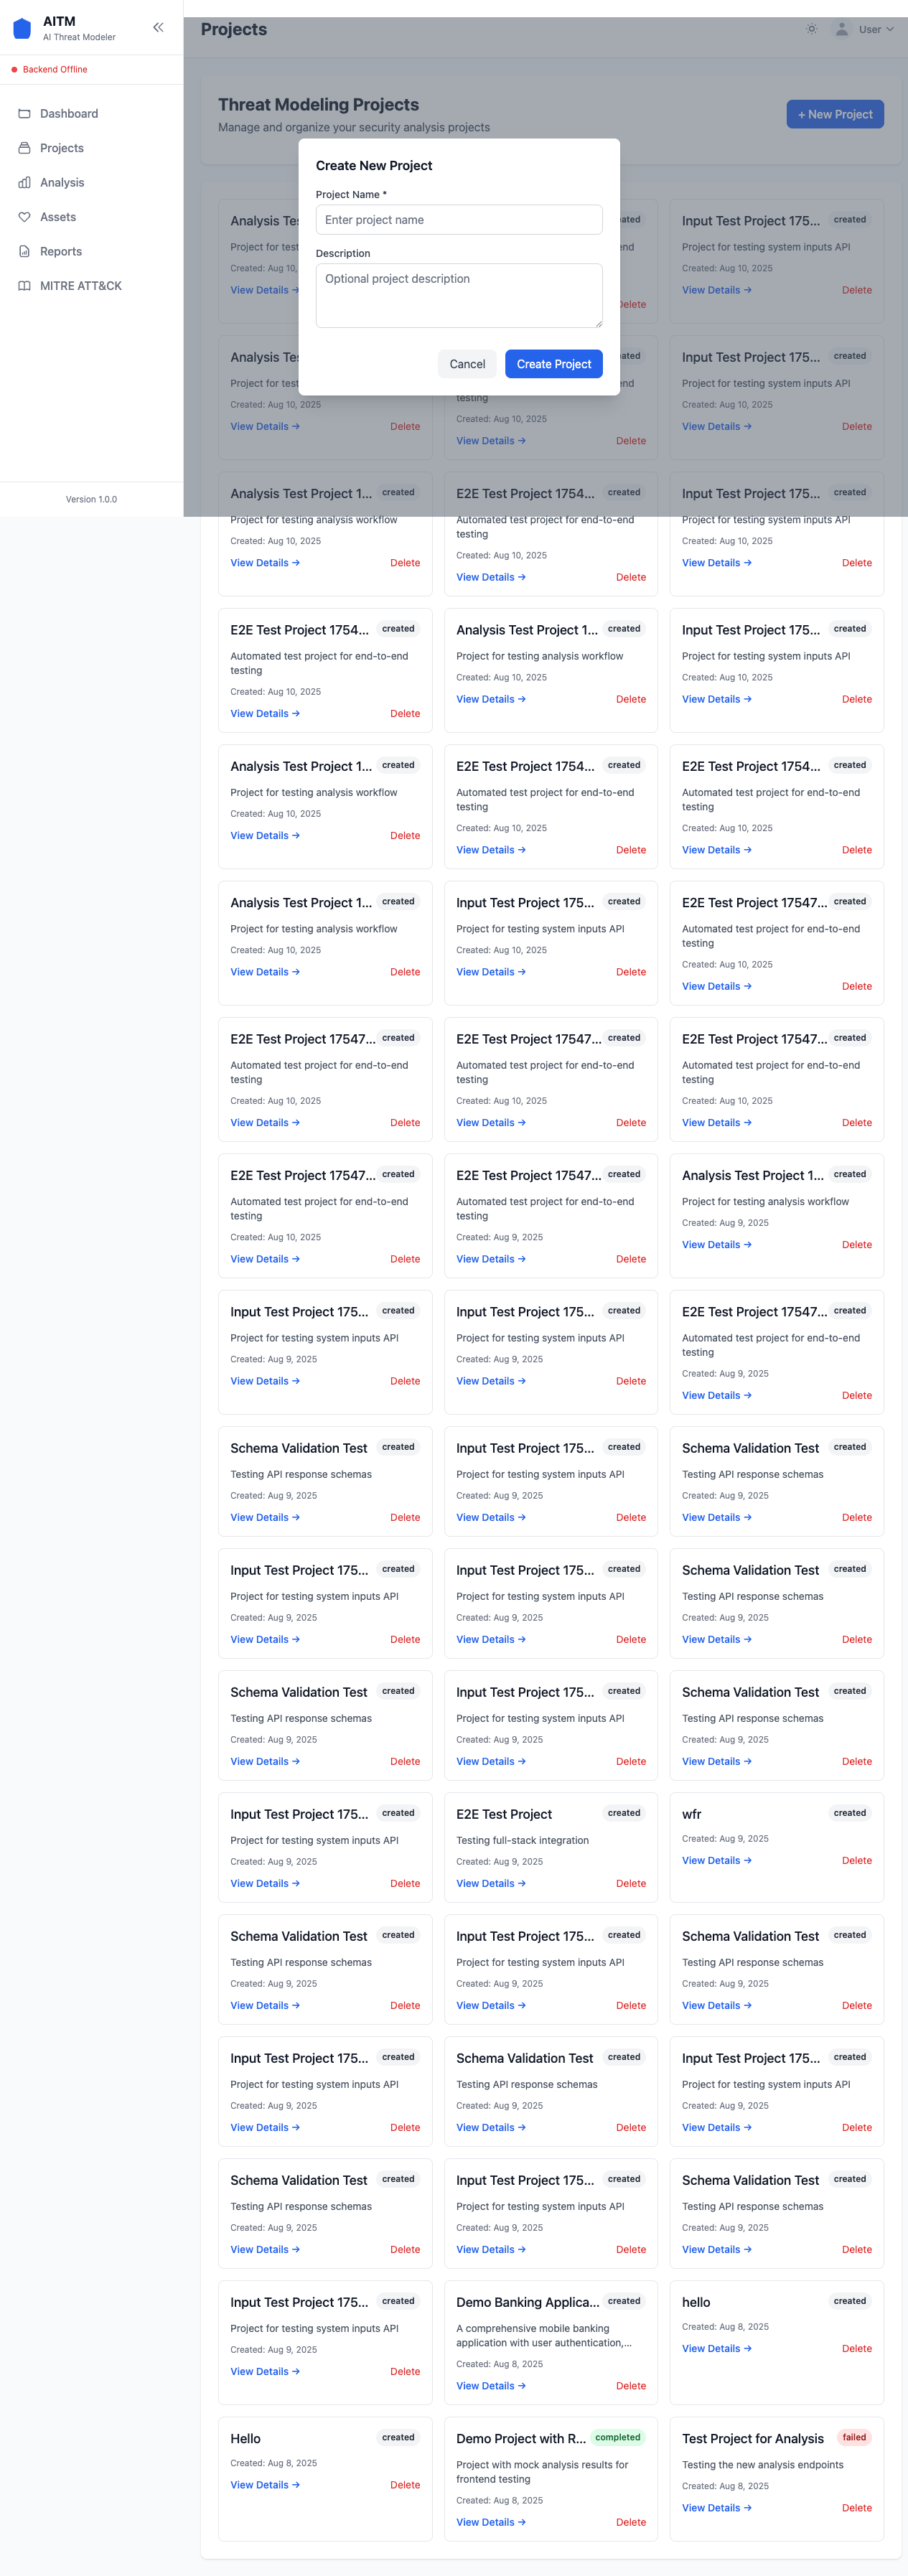 AITM
AI Threat Modeler
Backend Offline
Dashboard
Projects
Analysis
Assets
Reports
MITRE ATT&CK
Version 1.0.0
Projects
User
Threat Modeling Projects
Manage and organize your security analysis projects
+ New Project
Create New Project
Project Name *
Enter project name
Description
Optional project description
Cancel
Create Project
Analysis Tes
Project for test
Created: Aug 10,
View Details →
ated
end
Delete
Input Test Project 175... created
Project for testing system inputs API
Created: Aug 10, 2025
View Details → Delete
Analysis Tes
Project for test
Created: Aug 10, 2025
View Details → Delete
ated
testing
Created: Aug 10, 2025
View Details → Delete
Input Test Project 175... created
Project for testing system inputs API
Created: Aug 10, 2025
View Details → Delete
Analysis Test Project 1... created
Project for testing analysis workflow
Created: Aug 10, 2025
View Details → Delete
E2E Test Project 1754... created
Automated test project for end-to-end
testing
Created: Aug 10, 2025
View Details → Delete
Input Test Project 175... created
Project for testing system inputs API
Created: Aug 10, 2025
View Details → Delete
E2E Test Project 1754... created
Automated test project for end-to-end
testing
Created: Aug 10, 2025
View Details → Delete
Analysis Test Project 1... created
Project for testing analysis workflow
Created: Aug 10, 2025
View Details → Delete
Input Test Project 175... created
Project for testing system inputs API
Created: Aug 10, 2025
View Details → Delete
Analysis Test Project 1... created
Project for testing analysis workflow
Created: Aug 10, 2025
View Details → Delete
E2E Test Project 1754... created
Automated test project for end-to-end
testing
Created: Aug 10, 2025
View Details → Delete
E2E Test Project 1754... created
Automated test project for end-to-end
testing
Created: Aug 10, 2025
View Details → Delete
Analysis Test Project 1... created
Project for testing analysis workflow
Created: Aug 10, 2025
View Details → Delete
Input Test Project 175... created
Project for testing system inputs API
Created: Aug 10, 2025
View Details → Delete
E2E Test Project 17547... created
Automated test project for end-to-end
testing
Created: Aug 10, 2025
View Details → Delete
E2E Test Project 17547... created
Automated test project for end-to-end
testing
Created: Aug 10, 2025
View Details → Delete
E2E Test Project 17547... created
Automated test project for end-to-end
testing
Created: Aug 10, 2025
View Details → Delete
E2E Test Project 17547... created
Automated test project for end-to-end
testing
Created: Aug 10, 2025
View Details → Delete
E2E Test Project 17547... created
Automated test project for end-to-end
testing
Created: Aug 10, 2025
View Details → Delete
E2E Test Project 17547... created
Automated test project for end-to-end
testing
Created: Aug 9, 2025
View Details → Delete
Analysis Test Project 1... created
Project for testing analysis workflow
Created: Aug 9, 2025
View Details → Delete
Input Test Project 175... created
Project for testing system inputs API
Created: Aug 9, 2025
View Details → Delete
Input Test Project 175... created
Project for testing system inputs API
Created: Aug 9, 2025
View Details → Delete
E2E Test Project 17547... created
Automated test project for end-to-end
testing
Created: Aug 9, 2025
View Details → Delete
Schema Validation Test created
Testing API response schemas
Created: Aug 9, 2025
View Details → Delete
Input Test Project 175... created
Project for testing system inputs API
Created: Aug 9, 2025
View Details → Delete
Schema Validation Test created
Testing API response schemas
Created: Aug 9, 2025
View Details → Delete
Input Test Project 175... created
Project for testing system inputs API
Created: Aug 9, 2025
View Details → Delete
Input Test Project 175... created
Project for testing system inputs API
Created: Aug 9, 2025
View Details → Delete
Schema Validation Test created
Testing API response schemas
Created: Aug 9, 2025
View Details → Delete
Schema Validation Test created
Testing API response schemas
Created: Aug 9, 2025
View Details → Delete
Input Test Project 175... created
Project for testing system inputs API
Created: Aug 9, 2025
View Details → Delete
Schema Validation Test created
Testing API response schemas
Created: Aug 9, 2025
View Details → Delete
Input Test Project 175... created
Project for testing system inputs API
Created: Aug 9, 2025
View Details → Delete
E2E Test Project created
Testing full-stack integration
Created: Aug 9, 2025
View Details → Delete
wfr created
Created: Aug 9, 2025
View Details → Delete
Schema Validation Test created
Testing API response schemas
Created: Aug 9, 2025
View Details → Delete
Input Test Project 175... created
Project for testing system inputs API
Created: Aug 9, 2025
View Details → Delete
Schema Validation Test created
Testing API response schemas
Created: Aug 9, 2025
View Details → Delete
Input Test Project 175... created
Project for testing system inputs API
Created: Aug 9, 2025
View Details → Delete
Schema Validation Test created
Testing API response schemas
Created: Aug 9, 2025
View Details → Delete
Input Test Project 175... created
Project for testing system inputs API
Created: Aug 9, 2025
View Details → Delete
Schema Validation Test created
Testing API response schemas
Created: Aug 9, 2025
View Details → Delete
Input Test Project 175... created
Project for testing system inputs API
Created: Aug 9, 2025
View Details → Delete
Schema Validation Test created
Testing API response schemas
Created: Aug 9, 2025
View Details → Delete
Input Test Project 175... created
Project for testing system inputs API
Created: Aug 9, 2025
View Details → Delete
Demo Banking Applica... created
A comprehensive mobile banking
application with user authentication,...
Created: Aug 8, 2025
View Details → Delete
hello created
Created: Aug 8, 2025
View Details → Delete
Hello created
Created: Aug 8, 2025
View Details → Delete
Demo Project with R... completed
Project with mock analysis results for
frontend testing
Created: Aug 8, 2025
View Details → Delete
Test Project for Analysis failed
Testing the new analysis endpoints
Created: Aug 8, 2025
View Details → Delete